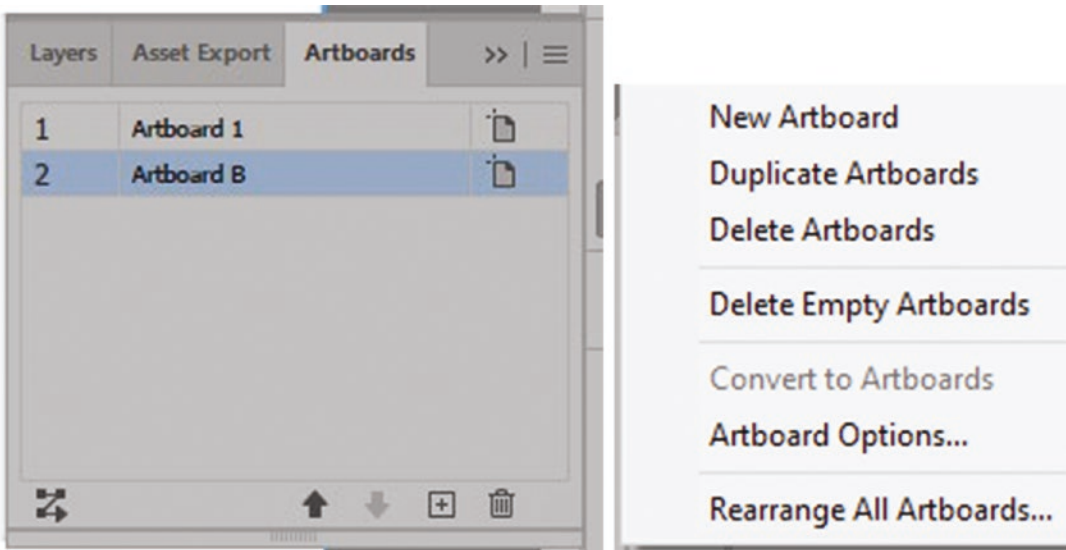 Layers Asset Export Artboards
1 Artboard 1
2 Artboard B
New Artboard
Duplicate Artboards
Delete Artboards
Delete Empty Artboards
Convert to Artboards
Artboard Options...
Rearrange All Artboards...